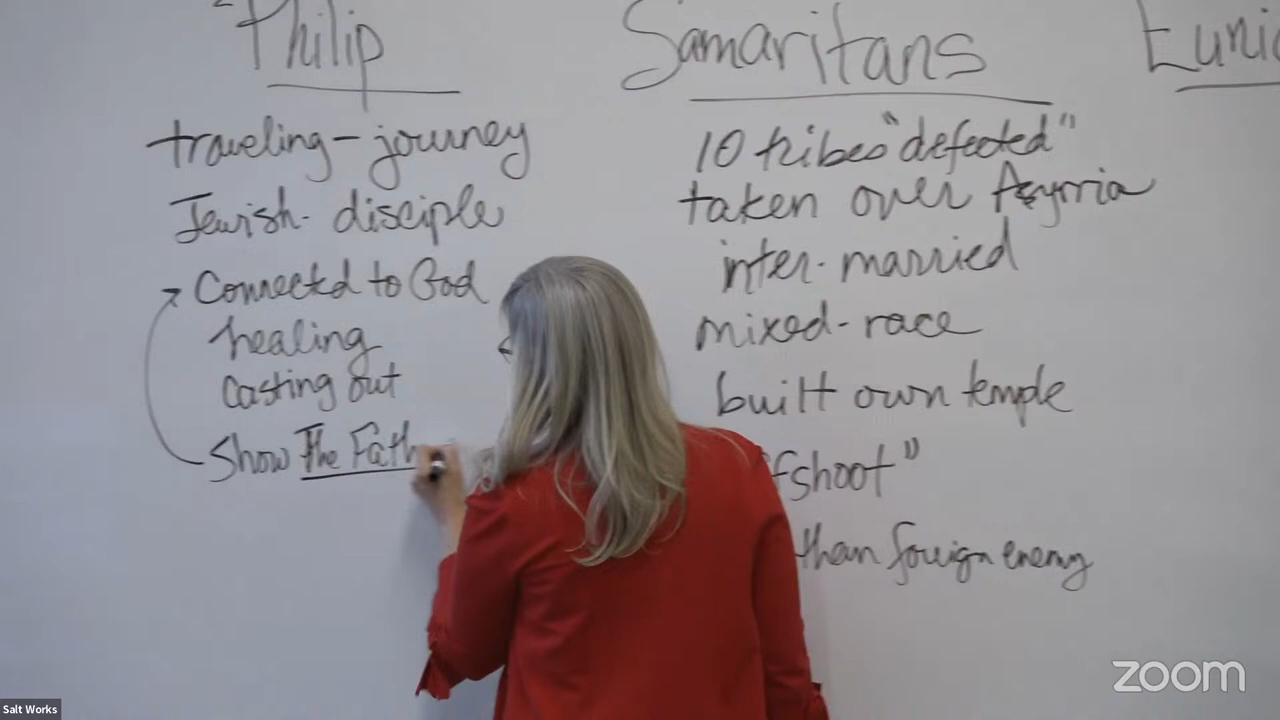 Philip
traveling - journey
Jewish - disciple
Connected to God
healing
Casting out
Show The Fath
Samaritans
10 tribes "defected"
taken over Assyria
inter-married
mixed-race
built own temple
fshoot"
than foreign enemy
Euni
zoom
Salt Works